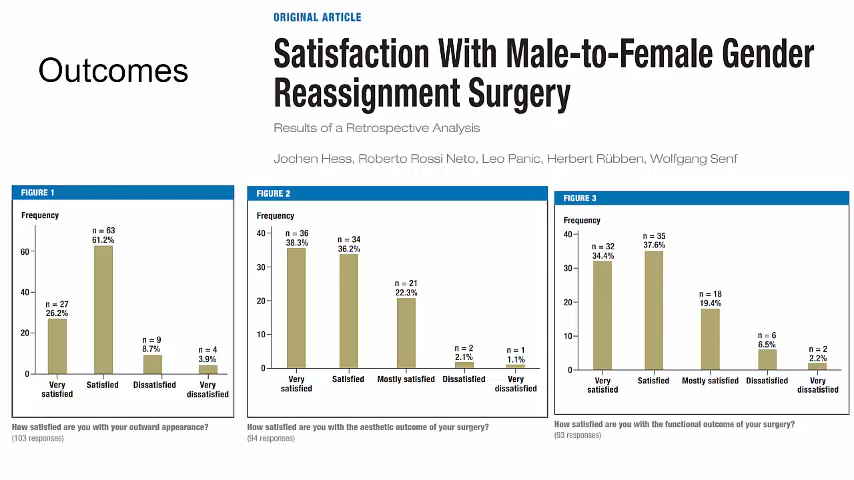 Outcomes
ORIGINAL ARTICLE
Satisfaction With Male-to-Female Gender
Reassignment Surgery
Results of a Retrospective Analysis
Jochen Hess, Roberto Rossi Neto, Leo Panic, Herbert Rübben, Wolfgang Senf
FIGURE 1
Frequency
60
40
20
0
n = 27
26.2%
n = 63
61.2%
n = 9
8.7%
n = 4
3.9%
Very
satisfied
Satisfied
Dissatisfied
Very
dissatisfied
How satisfied are you with your outward appearance?
(103 responses)
FIGURE 2
Frequency
40
30
20
10
0
n = 36
38.3%
n = 34
36.2%
n = 21
22.3%
n = 2
2.1%
n = 1
1.1%
Very
satisfied
Satisfied
Mostly satisfied
Dissatisfied
Very
dissatisfied
How satisfied are you with the aesthetic outcome of your surgery?
(94 responses)
FIGURE 3
Frequency
40
30
20
10
0
n = 32
34.4%
n = 35
37.6%
n = 18
19.4%
n = 6
6.5%
n = 2
2.2%
Very
satisfied
Satisfied
Mostly satisfied
Dissatisfied
Very
dissatisfied
How satisfied are you with the functional outcome of your surgery?
(93 responses)